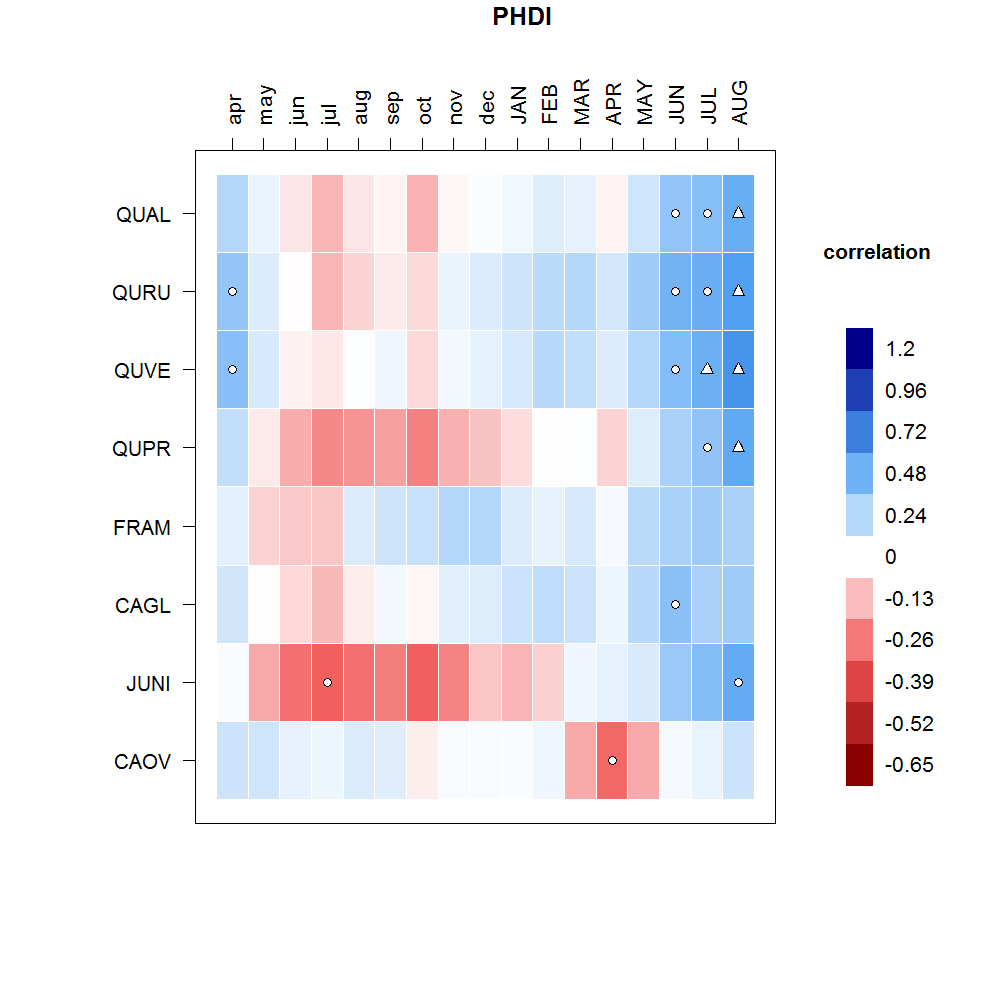 PHDI
apr may jun jul aug sep oct nov dec JAN FEB MAR APR MAY JUN JUL AUG
QUAL
QURU
QUVE
QUPR
FRAM
CAGL
JUNI
CAOV
correlation
1.2
0.96
0.72
0.48
0.24
0
-0.13
-0.26
-0.39
-0.52
-0.65